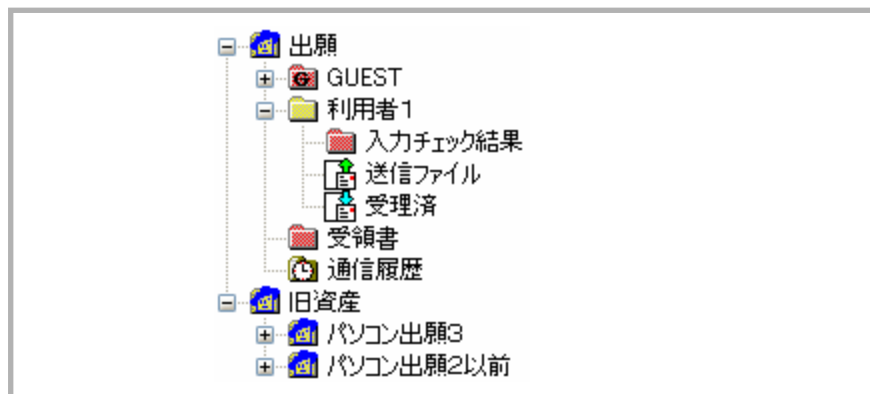 出願
GUEST
利用者1
入力チェック結果
送信ファイル
受理済
受領書
通信履歴
旧資産
パソコン出願3
パソコン出願2以前